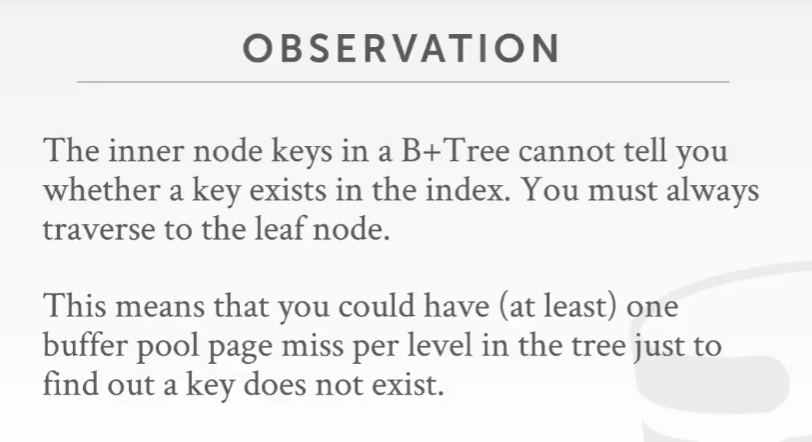 OBSERVATION
The inner node keys in a B+Tree cannot tell you
whether a key exists in the index. You must always
traverse to the leaf node.
This means that you could have (at least) one
buffer pool page miss per level in the tree just to
find out a key does not exist.